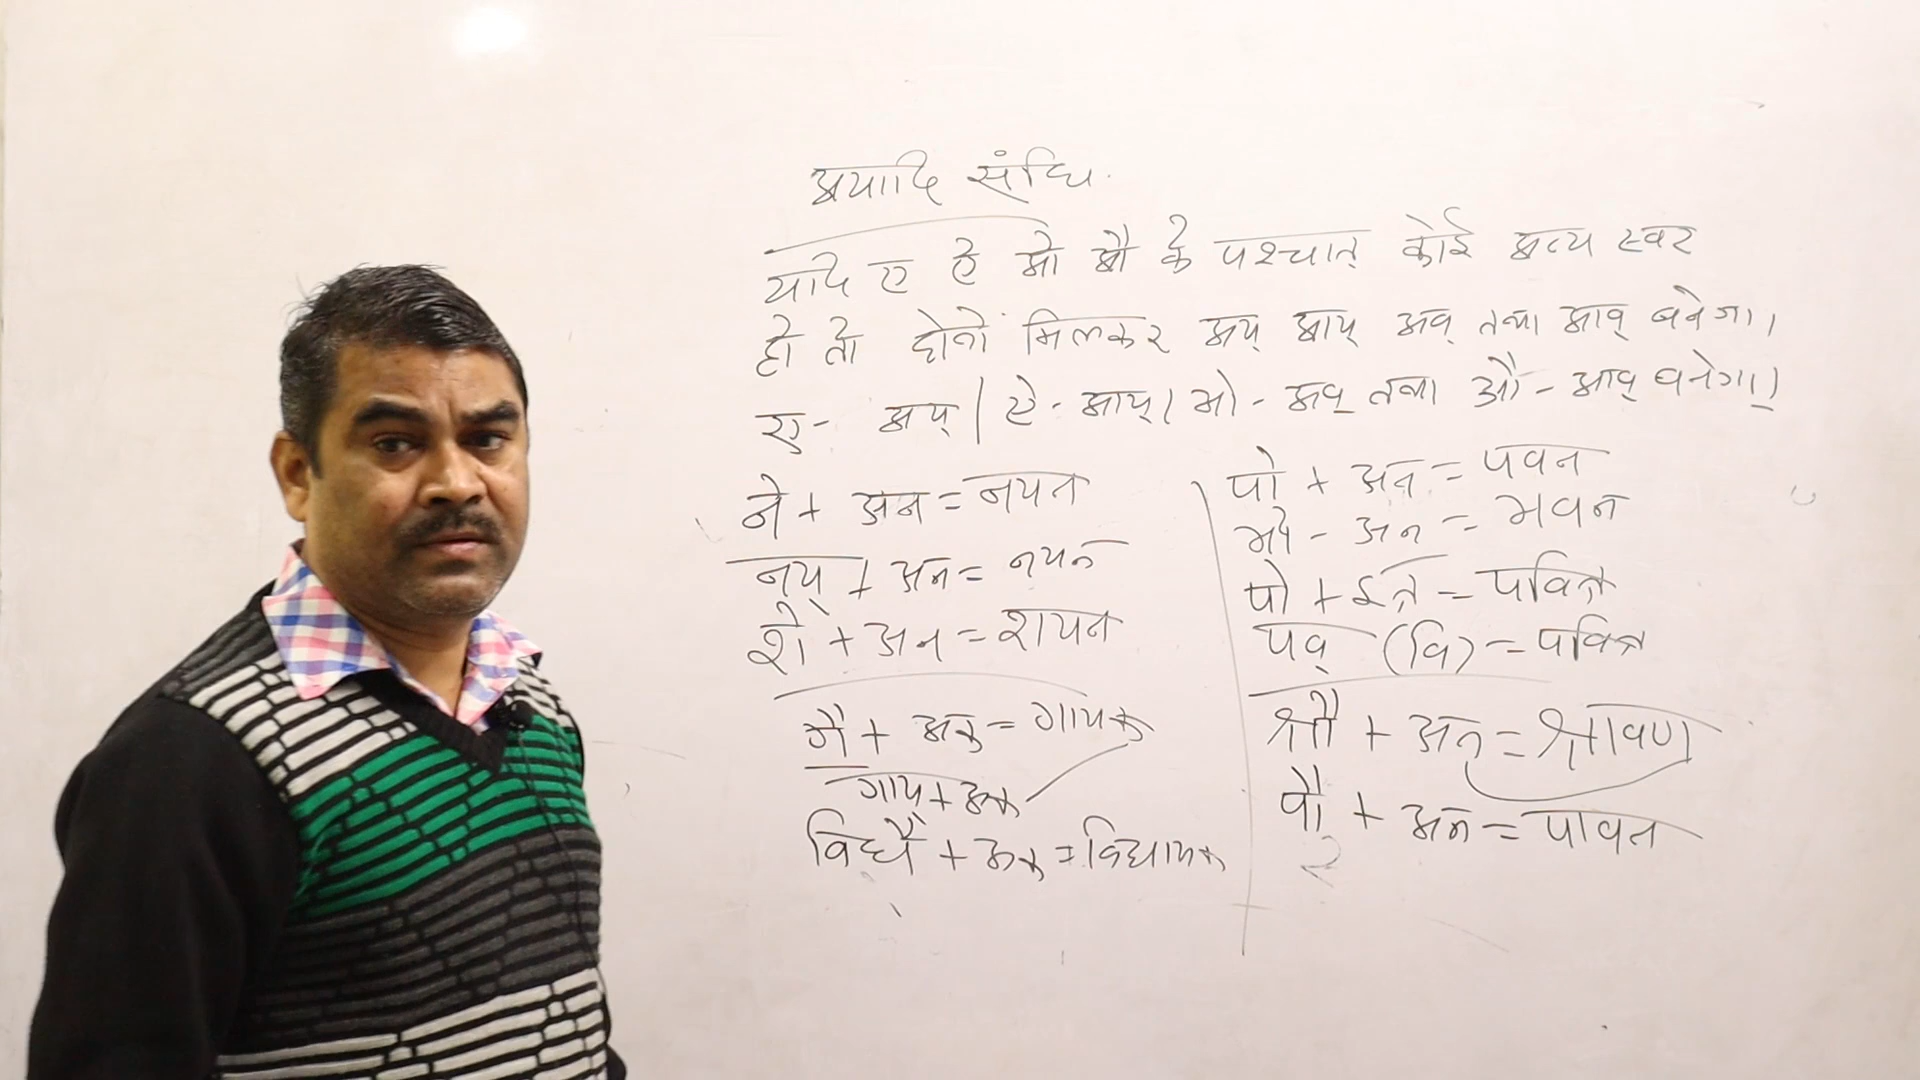 अयादि संधि.
यदि ए ऐ ओ औ के पश्चात् कोई अन्य स्वर
हो तो दोनों मिलकर अय् आय् अव् तथा आव् बनेगा।
ए- अय् | ऐ- आय् | ओ - अव् तथा औ - आव् बनेगा।
ने + अन = नयन
नय् + अन = नयन
शे + अन = शयन
गै + अक = गायक
गाय् + अक
विधै + अक = विधायक
पो + अन = पवन
भो - अन = भवन
पो + इत्र = पवित्र
पव् (वि) = पवित्र
श्रौ + अन = श्रावण
पौ + अन = पावन